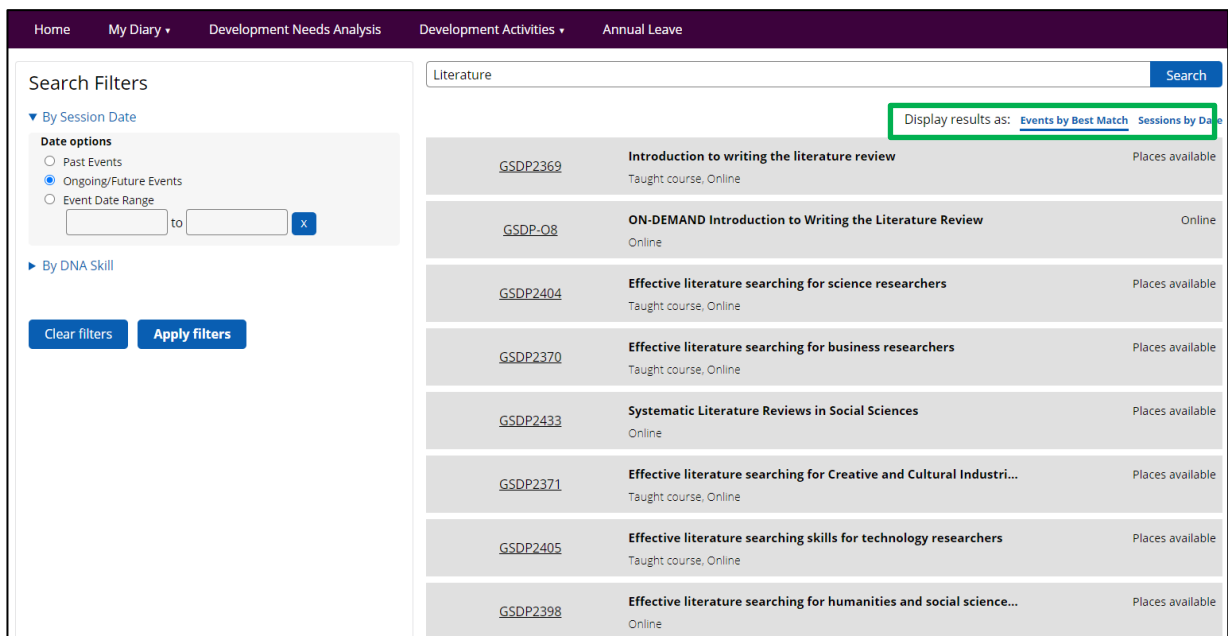 Home My Diary ▾ Development Needs Analysis Development Activities ▾ Annual Leave
Search Filters
▼ By Session Date
Date options
Past Events
Ongoing/Future Events
Event Date Range
to X
▶ By DNA Skill
Clear filters Apply filters
Literature Search
Display results as: Events by Best Match Sessions by Date
GSDP2369 Introduction to writing the literature review Places available
Taught course, Online
GSDP-O8 ON-DEMAND Introduction to Writing the Literature Review Online
Online
GSDP2404 Effective literature searching for science researchers Places available
Taught course, Online
GSDP2370 Effective literature searching for business researchers Places available
Taught course, Online
GSDP2433 Systematic Literature Reviews in Social Sciences Places available
Online
GSDP2371 Effective literature searching for Creative and Cultural Industri... Places available
Taught course, Online
GSDP2405 Effective literature searching skills for technology researchers Places available
Taught course, Online
GSDP2398 Effective literature searching for humanities and social science... Places available
Online